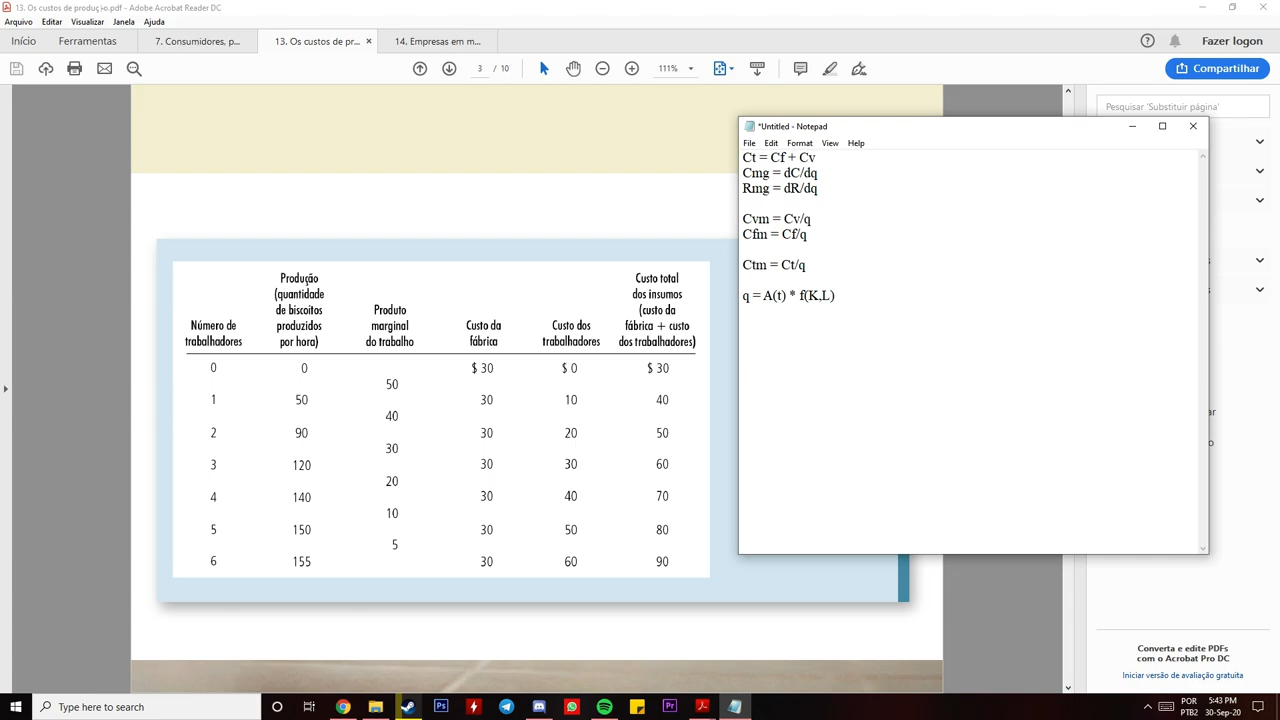 13. Os custos de produção.pdf - Adobe Acrobat Reader DC
Arquivo Editar Visualizar Janela Ajuda
Início Ferramentas 7. Consumidores, p... 13. Os custos de pr... × 14. Empresas em m... Fazer logon
3 / 10 111% Compartilhar
Pesquisar 'Substituir página'
*Untitled - Notepad
File Edit Format View Help
Ct = Cf + Cv
Cmg = dC/dq
Rmg = dR/dq
Cvm = Cv/q
Cfm = Cf/q
Ctm = Ct/q
q = A(t) * f(K,L)
Número de trabalhadores
Produção (quantidade de biscoitos produzidos por hora)
Produto marginal do trabalho
Custo da fábrica
Custo dos trabalhadores
Custo total dos insumos (custo da fábrica + custo dos trabalhadores)
0 0 $ 30 $ 0 $ 30
50
1 50 30 10 40
40
2 90 30 20 50
30
3 120 30 30 60
20
4 140 30 40 70
10
5 150 30 50 80
5
6 155 30 60 90
Converta e edite PDFs
com o Acrobat Pro DC
Iniciar versão de avaliação gratuita
Type here to search
POR
PTB2
5:43 PM
30-Sep-20